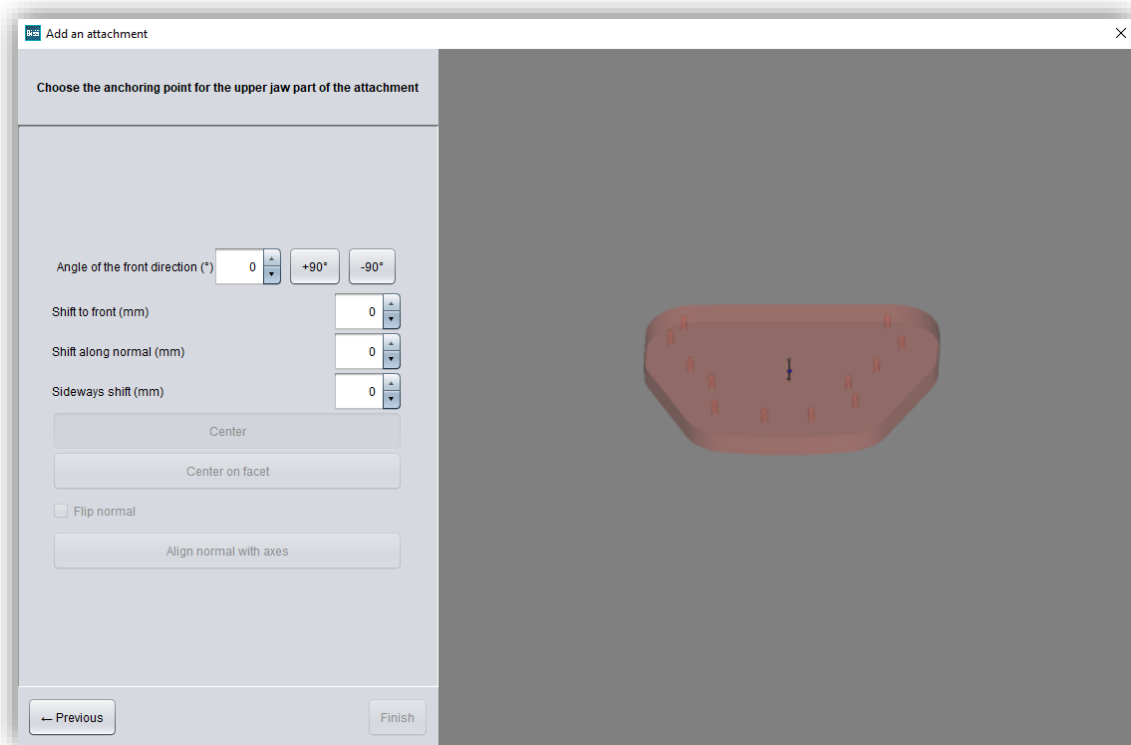 Add an attachment
Choose the anchoring point for the upper jaw part of the attachment
Angle of the front direction (°) 0 +90° -90°
Shift to front (mm) 0
Shift along normal (mm) 0
Sideways shift (mm) 0
Center
Center on facet
Flip normal
Align normal with axes
← Previous Finish